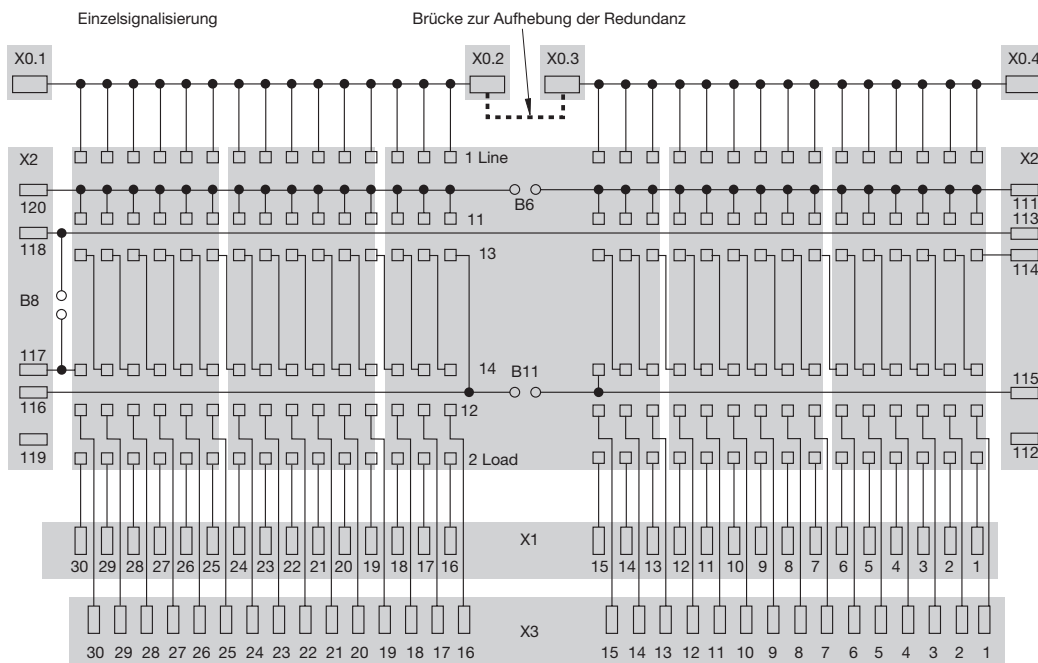 Einzelsignalisierung Brücke zur Aufhebung der Redundanz
X0.1 X0.2 X0.3 X0.4
X2 1 Line X2
120 B6 111
11 113
118 13 114
B8
117 14 B11 115
116 12
119 2 Load 112
X1
30 29 28 27 26 25 24 23 22 21 20 19 18 17 16 15 14 13 12 11 10 9 8 7 6 5 4 3 2 1
X3
30 29 28 27 26 25 24 23 22 21 20 19 18 17 16 15 14 13 12 11 10 9 8 7 6 5 4 3 2 1